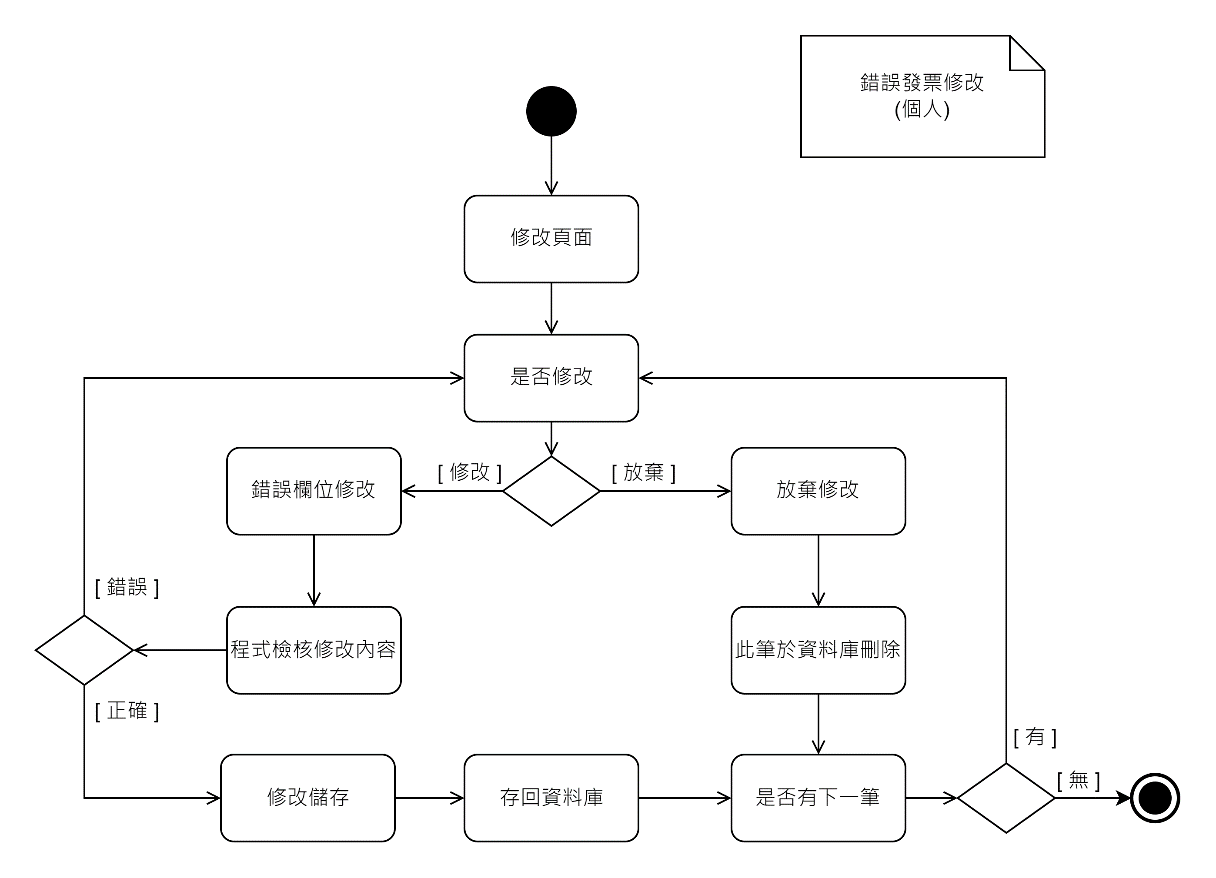 錯誤發票修改
(個人)
修改頁面
是否修改
[ 修改 ]
[ 放棄 ]
錯誤欄位修改
放棄修改
[ 錯誤 ]
程式檢核修改內容
此筆於資料庫刪除
[ 正確 ]
[ 有 ]
[ 無 ]
修改儲存
存回資料庫
是否有下一筆